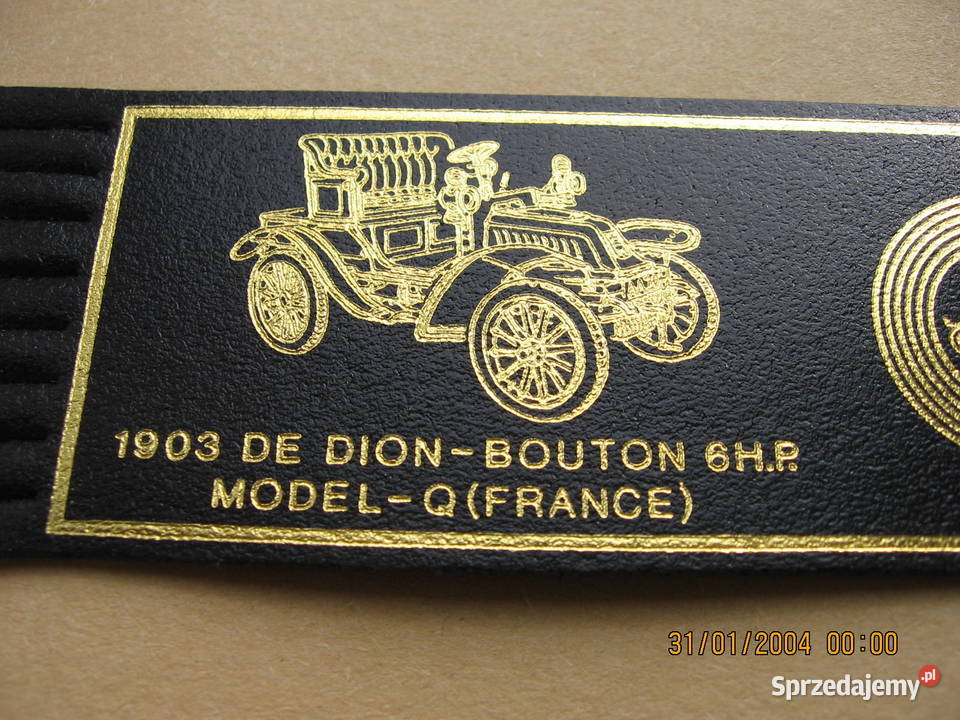 1903 DE DION-BOUTON 6H.P.
MODEL-Q(FRANCE)
31/01/2004 00:00
Sprzedajemy.pl